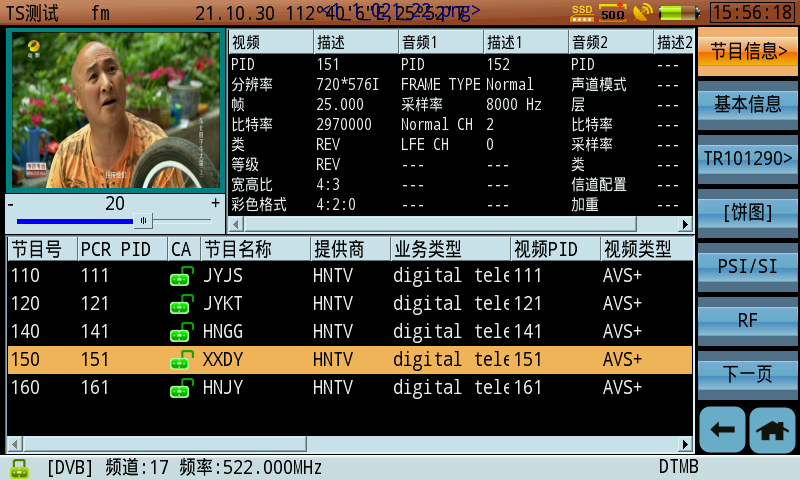 TS测试 fm 21.10.30 112°40'6"E,25°52'7 SSD 50Ω 15:56:18
视频 描述 音频1 描述1 音频2 描述2
PID 151 PID 152 PID ---
分辨率 720*576I FRAME TYPE Normal 声道模式 ---
帧 25.000 采样率 8000 Hz 层 ---
比特率 2970000 Normal CH 2 比特率 ---
类 REV LFE CH 0 采样率 ---
等级 REV --- --- 类 ---
宽高比 4:3 --- --- 信道配置 ---
彩色格式 4:2:0 --- --- 加重 ---
- 20 +
节目号 PCR PID CA 节目名称 提供商 业务类型 视频PID 视频类型
110 111 JYJS HNTV digital tele 111 AVS+
120 121 JYKT HNTV digital tele 121 AVS+
140 141 HNGG HNTV digital tele 141 AVS+
150 151 XXDY HNTV digital tele 151 AVS+
160 161 HNJY HNTV digital tele 161 AVS+
节目信息>
基本信息
TR101290>
[饼图]
PSI/SI
RF
下一页
[DVB] 频道:17 频率:522.000MHz DTMB